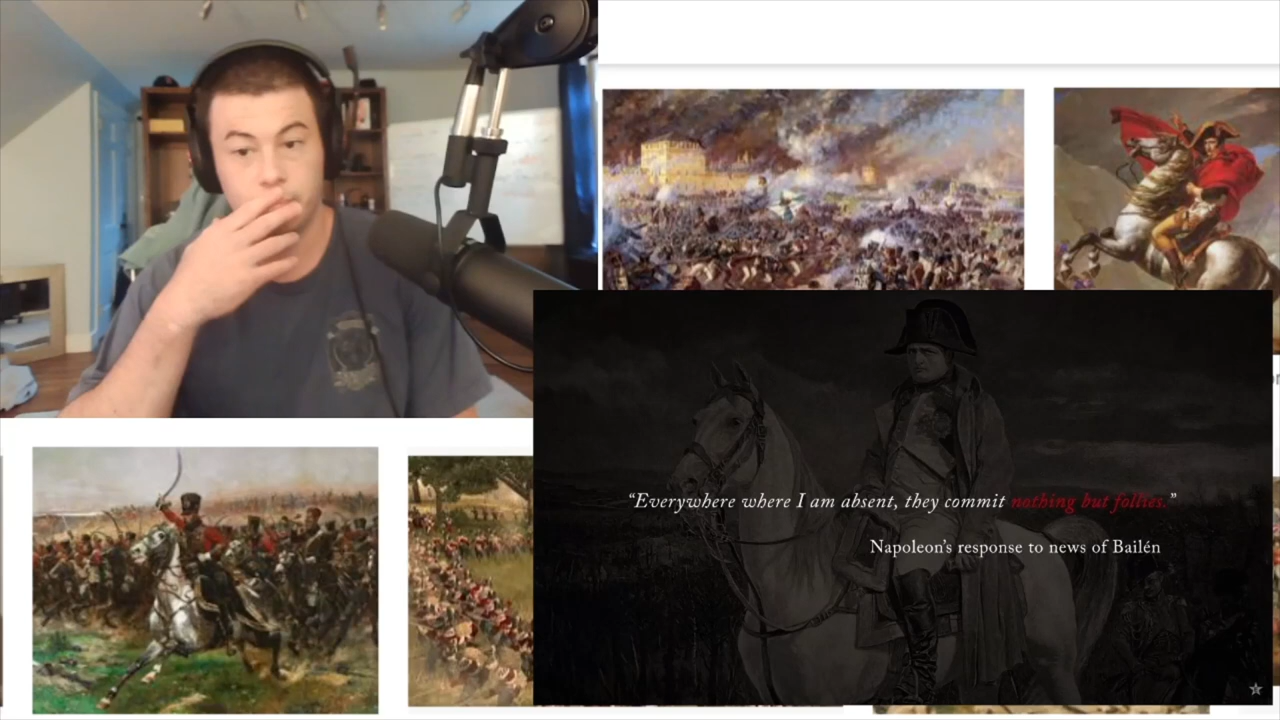 “Everywhere where I am absent, they commit nothing but follies.”
Napoleon's response to news of Bailén